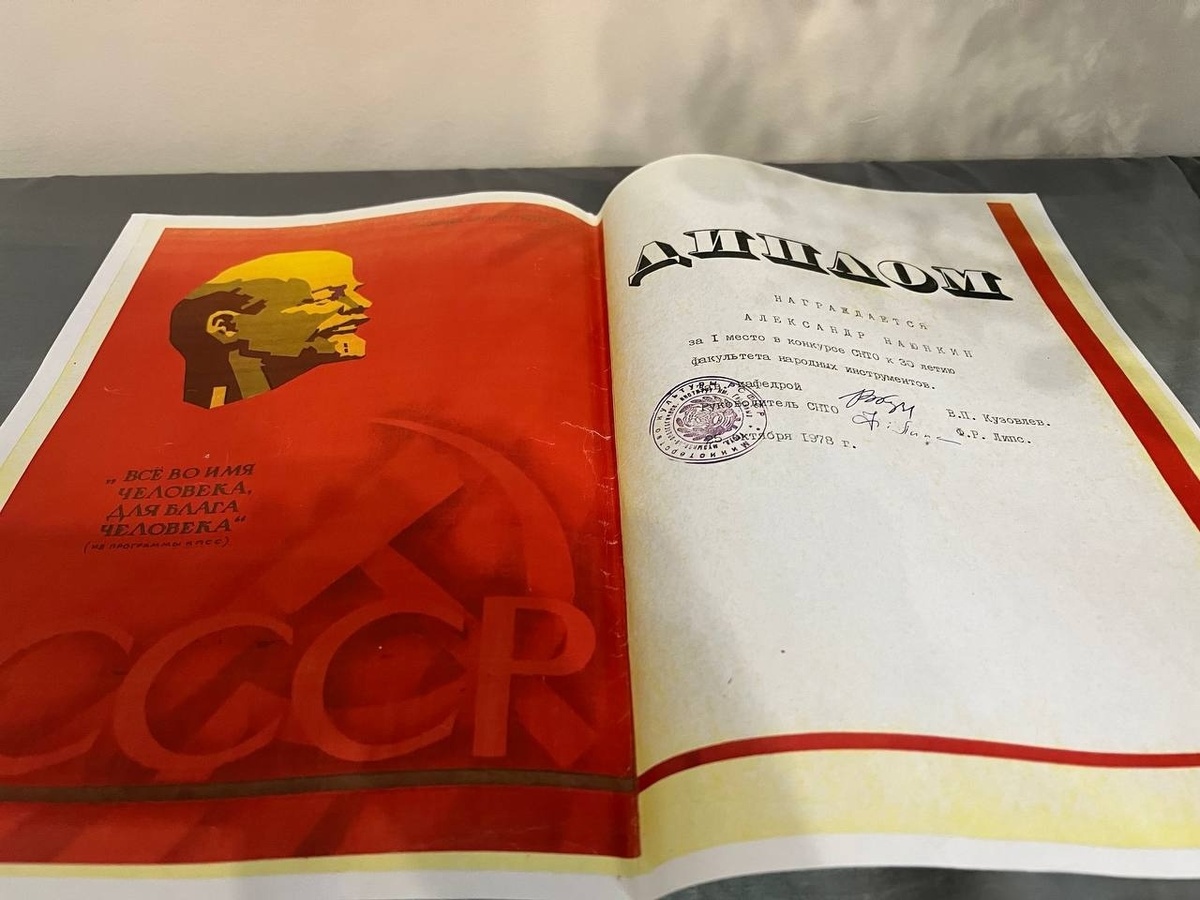 „ВСЁ ВО ИМЯ
ЧЕЛОВЕКА,
ДЛЯ БЛАГА
ЧЕЛОВЕКА“
(ИЗ ПРОГРАММЫ КПСС)
СССР
ДИПЛОМ
НАГРАЖДАЕТСЯ
АЛЕКСАНДР НАЮНКИН
за I место в конкурсе СНТО к 30 летию
факультета народных инструментов.
кафедрой
Руководитель СНТО
В.П. Кузовлев.
Ф.Р. Липс.
октября 1978 г.